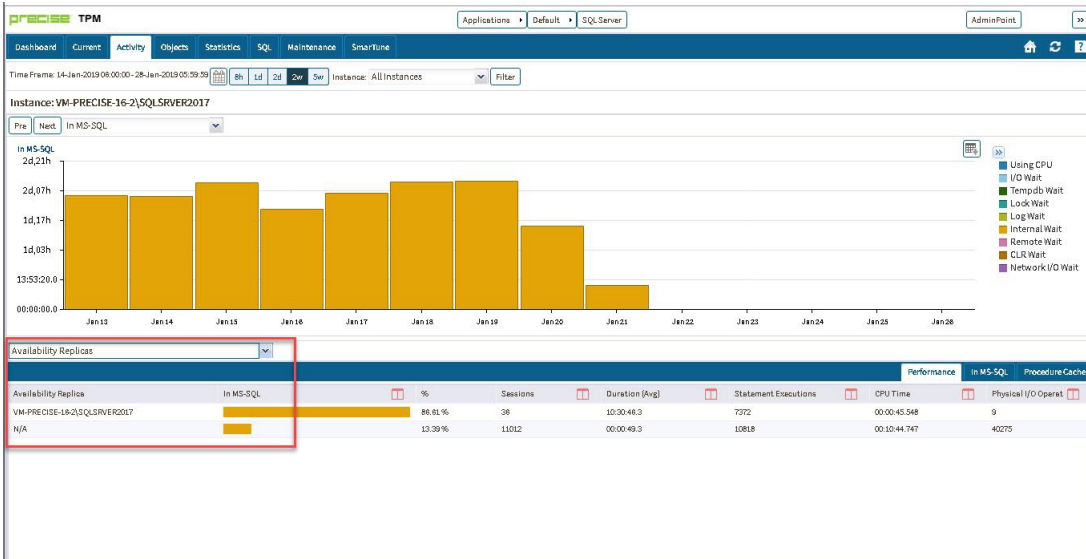 precise TPM
Applications Default SQL Server
AdminPoint »
Dashboard Current Activity Objects Statistics SQL Maintenance SmarTune
Time Frame: 14-Jan-2019 06:00:00 - 28-Jan-2019 05:59:59 8h 1d 2d 2w 5w Instance: All Instances Filter
Instance: VM-PRECISE-16-2\SQLSRVER2017
Pre Next In MS-SQL
In MS-SQL
2d,21h
2d,07h
1d,17h
1d,03h
13:53:20.0
00:00:00.0
Jan 13 Jan 14 Jan 15 Jan 16 Jan 17 Jan 18 Jan 19 Jan 20 Jan 21 Jan 22 Jan 23 Jan 24 Jan 25 Jan 26
»
Using CPU
I/O Wait
Tempdb Wait
Lock Wait
Log Wait
Internal Wait
Remote Wait
CLR Wait
Network I/O Wait
Availability Replicas
Performance In MS-SQL Procedure Cache
Availability Replica In MS-SQL % Sessions Duration (Avg) Statement Executions CPU Time Physical I/O Operat
VM-PRECISE-16-2\SQLSRVER2017 86.61% 36 10:30:46.3 7372 00:00:45.548 9
N/A 13.39% 11012 00:00:49.3 10818 00:10:44.747 40275